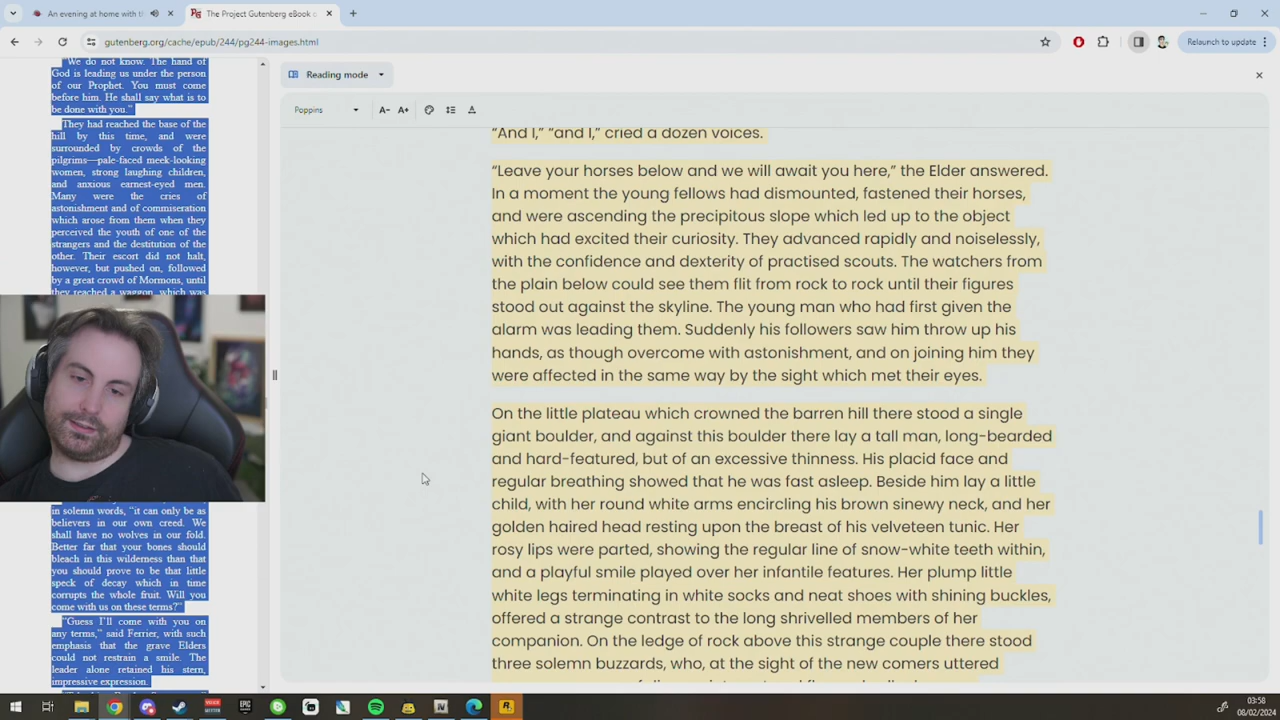 An evening at home with th
The Project Gutenberg eBook o
gutenberg.org/cache/epub/244/pg244-images.html
Relaunch to update
"We do not know. The hand of
God is leading us under the person
of our Prophet. You must come
before him. He shall say what is to
be done with you."
They had reached the base of the
hill by this time, and were
surrounded by crowds of the
pilgrims—pale-faced meek-looking
women, strong laughing children,
and anxious earnest-eyed men.
Many were the cries of
astonishment and of commiseration
which arose from them when they
perceived the youth of one of the
strangers and the destitution of the
other. Their escort did not halt,
however, but pushed on, followed
by a great crowd of Mormons, until
they reached a waggon, which was
in solemn words, "it can only be as
believers in our own creed. We
shall have no wolves in our fold.
Better far that your bones should
bleach in this wilderness than that
you should prove to be that little
speck of decay which in time
corrupts the whole fruit. Will you
come with us on these terms?"
"Guess I'll come with you on
any terms," said Ferrier, with such
emphasis that the grave Elders
could not restrain a smile. The
leader alone retained his stern,
impressive expression.
Reading mode
Poppins
A- A+
"And I," "and I," cried a dozen voices.
"Leave your horses below and we will await you here," the Elder answered.
In a moment the young fellows had dismounted, fastened their horses,
and were ascending the precipitous slope which led up to the object
which had excited their curiosity. They advanced rapidly and noiselessly,
with the confidence and dexterity of practised scouts. The watchers from
the plain below could see them flit from rock to rock until their figures
stood out against the skyline. The young man who had first given the
alarm was leading them. Suddenly his followers saw him throw up his
hands, as though overcome with astonishment, and on joining him they
were affected in the same way by the sight which met their eyes.
On the little plateau which crowned the barren hill there stood a single
giant boulder, and against this boulder there lay a tall man, long-bearded
and hard-featured, but of an excessive thinness. His placid face and
regular breathing showed that he was fast asleep. Beside him lay a little
child, with her round white arms encircling his brown sinewy neck, and her
golden haired head resting upon the breast of his velveteen tunic. Her
rosy lips were parted, showing the regular line of snow-white teeth within,
and a playful smile played over her infantile features. Her plump little
white legs terminating in white socks and neat shoes with shining buckles,
offered a strange contrast to the long shrivelled members of her
companion. On the ledge of rock above this strange couple there stood
three solemn buzzards, who, at the sight of the new comers uttered
03:58
08/02/2024